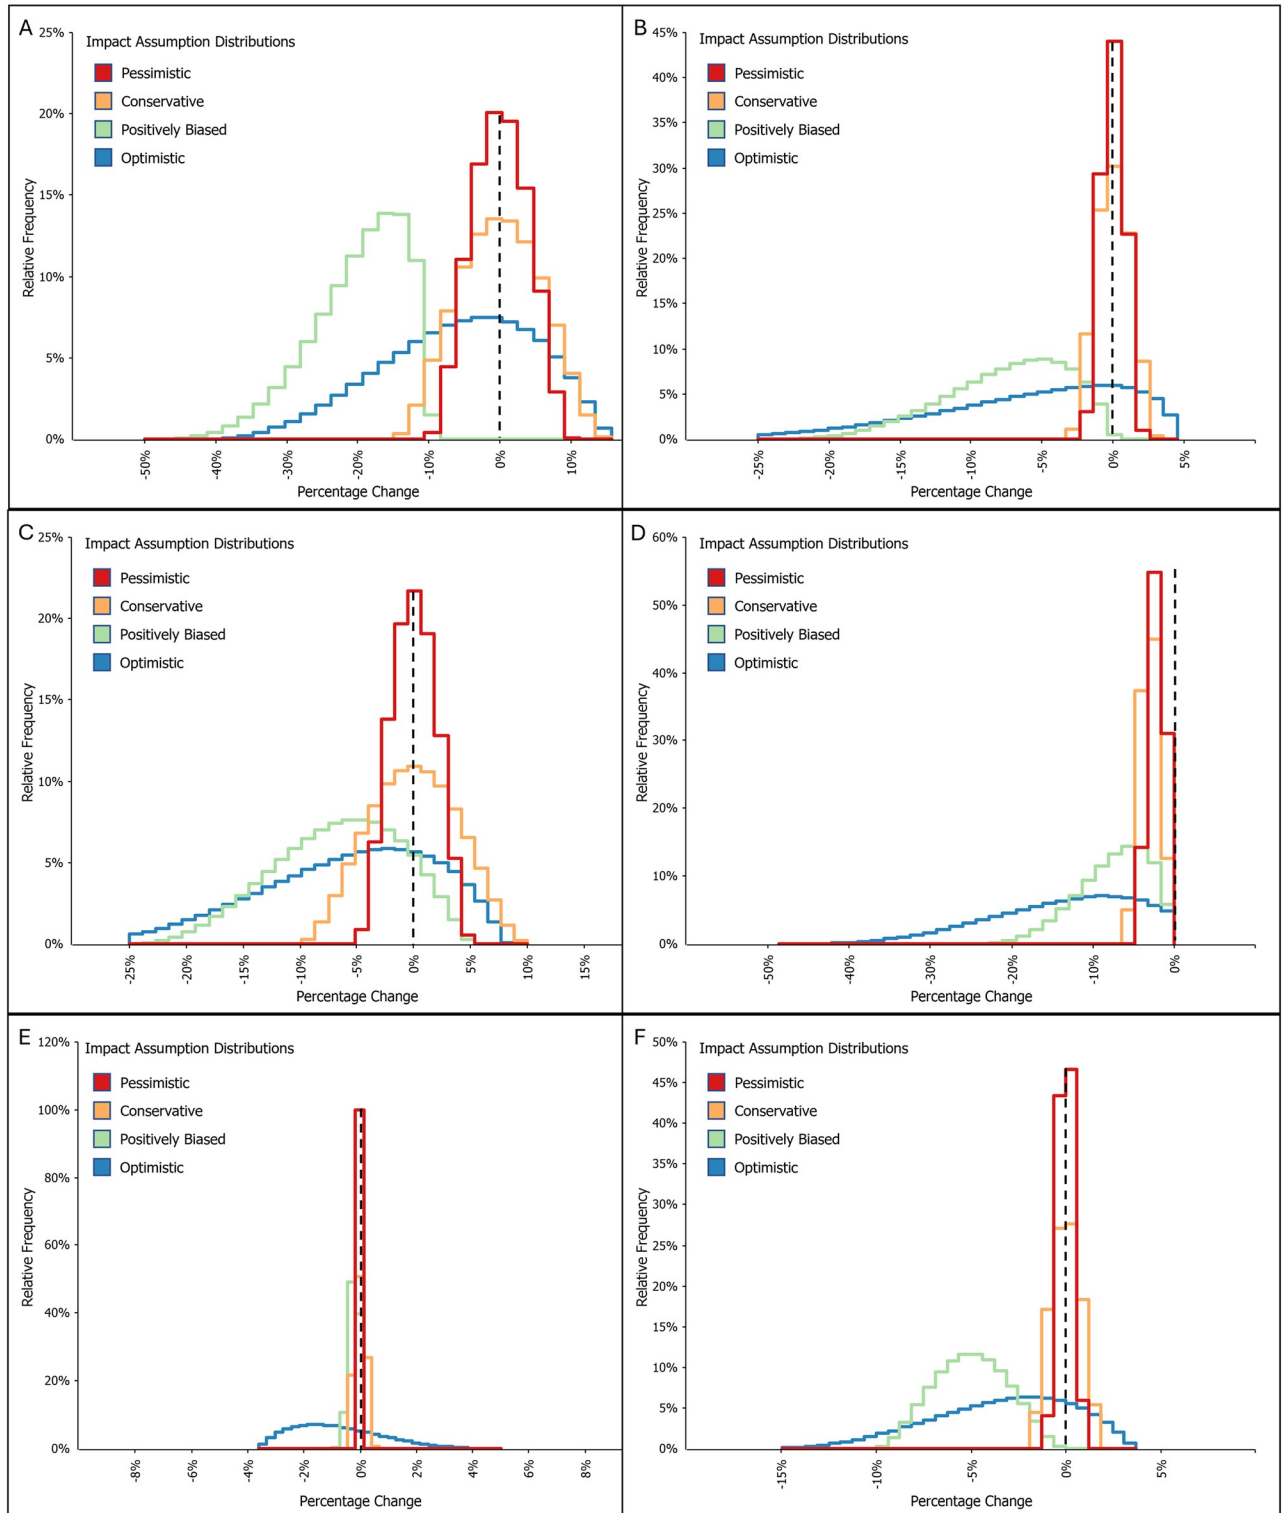 A
25%
20%
15%
10%
5%
0%
Relative Frequency
Impact Assumption Distributions
Pessimistic
Conservative
Positively Biased
Optimistic
-50%
-40%
-30%
-20%
-10%
0%
10%
Percentage Change
B
45%
40%
35%
30%
25%
20%
15%
10%
5%
0%
Relative Frequency
Impact Assumption Distributions
Pessimistic
Conservative
Positively Biased
Optimistic
-25%
-20%
-15%
-10%
-5%
0%
5%
Percentage Change
C
25%
20%
15%
10%
5%
0%
Relative Frequency
Impact Assumption Distributions
Pessimistic
Conservative
Positively Biased
Optimistic
-25%
-20%
-15%
-10%
-5%
0%
5%
10%
15%
Percentage Change
D
60%
50%
40%
30%
20%
10%
0%
Relative Frequency
Impact Assumption Distributions
Pessimistic
Conservative
Positively Biased
Optimistic
-50%
-40%
-30%
-20%
-10%
0%
Percentage Change
E
120%
100%
80%
60%
40%
20%
0%
Relative Frequency
Impact Assumption Distributions
Pessimistic
Conservative
Positively Biased
Optimistic
-8%
-6%
-4%
-2%
0%
2%
4%
6%
8%
Percentage Change
F
50%
45%
40%
35%
30%
25%
20%
15%
10%
5%
0%
Relative Frequency
Impact Assumption Distributions
Pessimistic
Conservative
Positively Biased
Optimistic
-15%
-10%
-5%
0%
5%
Percentage Change